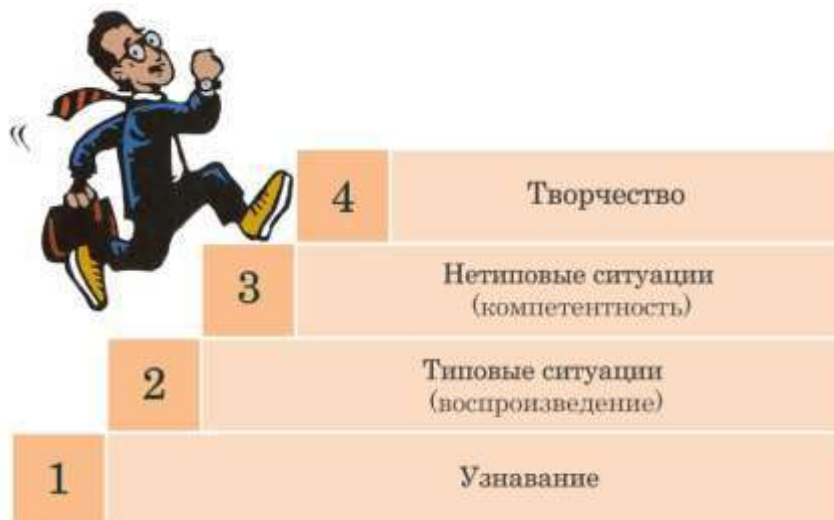 4
Творчество
3
Нетиповые ситуации
(компетентность)
2
Типовые ситуации
(воспроизведение)
1
Узнавание